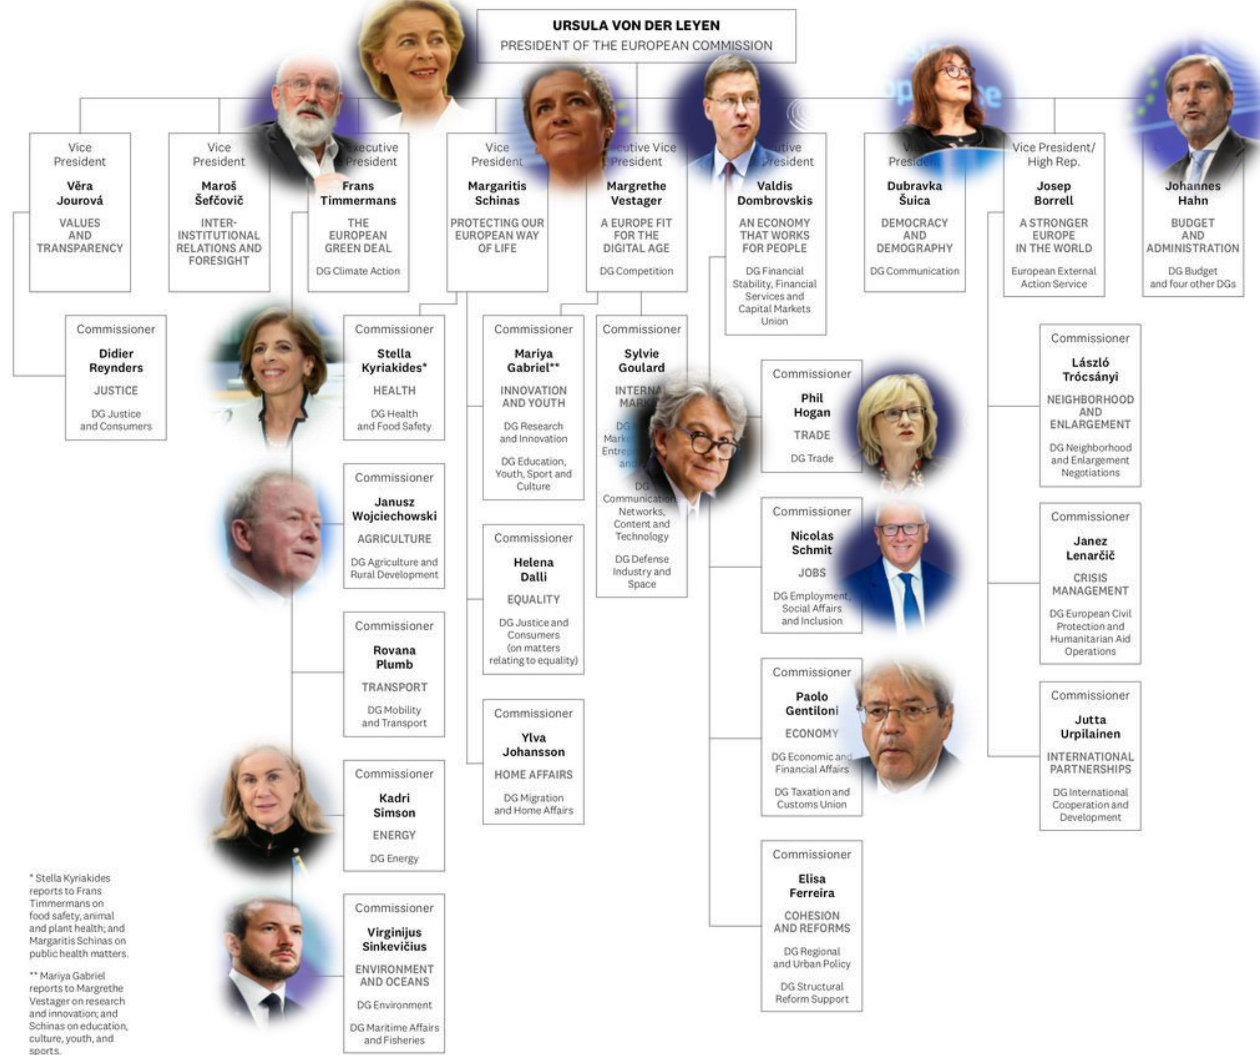 URSULA VON DER LEYEN
PRESIDENT OF THE EUROPEAN COMMISSION
Vice
President
Věra
Jourová
VALUES
AND
TRANSPARENCY
Vice
President
Maroš
Šefčovič
INTER-
INSTITUTIONAL
RELATIONS AND
FORESIGHT
President
Frans
Timmermans
THE
EUROPEAN
GREEN DEAL
DG Climate Action
Vice
President
Margaritis
Schinas
PROTECTING OUR
EUROPEAN WAY
OF LIFE
Vice
President
Margrethe
Vestager
A EUROPE FIT
FOR THE
DIGITAL AGE
DG Competition
Valdis
Dombrovskis
AN ECONOMY
THAT WORKS
FOR PEOPLE
DG Financial
Stability, Financial
Services and
Capital Markets
Union
Dubravka
Šuica
DEMOCRACY
AND
DEMOGRAPHY
DG Communication
Vice President/
High Rep.
Josep
Borrell
A STRONGER
EUROPE
IN THE WORLD
European External
Action Service
Johannes
Hahn
BUDGET
AND
ADMINISTRATION
DG Budget
and four other DGs
Commissioner
Didier
Reynders
JUSTICE
DG Justice
and Consumers
Commissioner
Stella
Kyriakides*
HEALTH
DG Health
and Food Safety
Commissioner
Janusz
Wojciechowski
AGRICULTURE
DG Agriculture and
Rural Development
Commissioner
Rovana
Plumb
TRANSPORT
DG Mobility
and Transport
Commissioner
Kadri
Simson
ENERGY
DG Energy
Commissioner
Virginijus
Sinkevičius
ENVIRONMENT
AND OCEANS
DG Environment
DG Maritime Affairs
and Fisheries
Commissioner
Mariya
Gabriel**
INNOVATION
AND YOUTH
DG Research
and Innovation
DG Education,
Youth, Sport and
Culture
Commissioner
Helena
Dalli
EQUALITY
DG Justice and
Consumers
(on matters
relating to equality)
Commissioner
Ylva
Johansson
HOME AFFAIRS
DG Migration
and Home Affairs
Commissioner
Sylvie
Goulard
DG
DG
Communication
Networks,
Content and
Technology
DG Defense
Industry and
Space
Commissioner
Phil
Hogan
TRADE
DG Trade
Commissioner
Nicolas
Schmit
JOBS
DG Employment,
Social Affairs
and Inclusion
Commissioner
Paolo
Gentiloni
ECONOMY
DG Economic and
Financial Affairs
DG Taxation and
Customs Union
Commissioner
Elisa
Ferreira
COHESION
AND REFORMS
DG Regional
and Urban Policy
DG Structural
Reform Support
Commissioner
László
Trócsányi
NEIGHBORHOOD
AND
ENLARGEMENT
DG Neighborhood
and Enlargement
Negotiations
Commissioner
Janez
Lenarčič
CRISIS
MANAGEMENT
DG European Civil
Protection and
Humanitarian Aid
Operations
Commissioner
Jutta
Urpilainen
INTERNATIONAL
PARTNERSHIPS
DG International
Cooperation and
Development
* Stella Kyriakides
reports to Frans
Timmermans on
food safety, animal
and plant health; and
Margaritis Schinas on
public health matters.
** Mariya Gabriel
reports to Margrethe
Vestager on research
and innovation; and
Schinas on education,
culture, youth, and
sports.